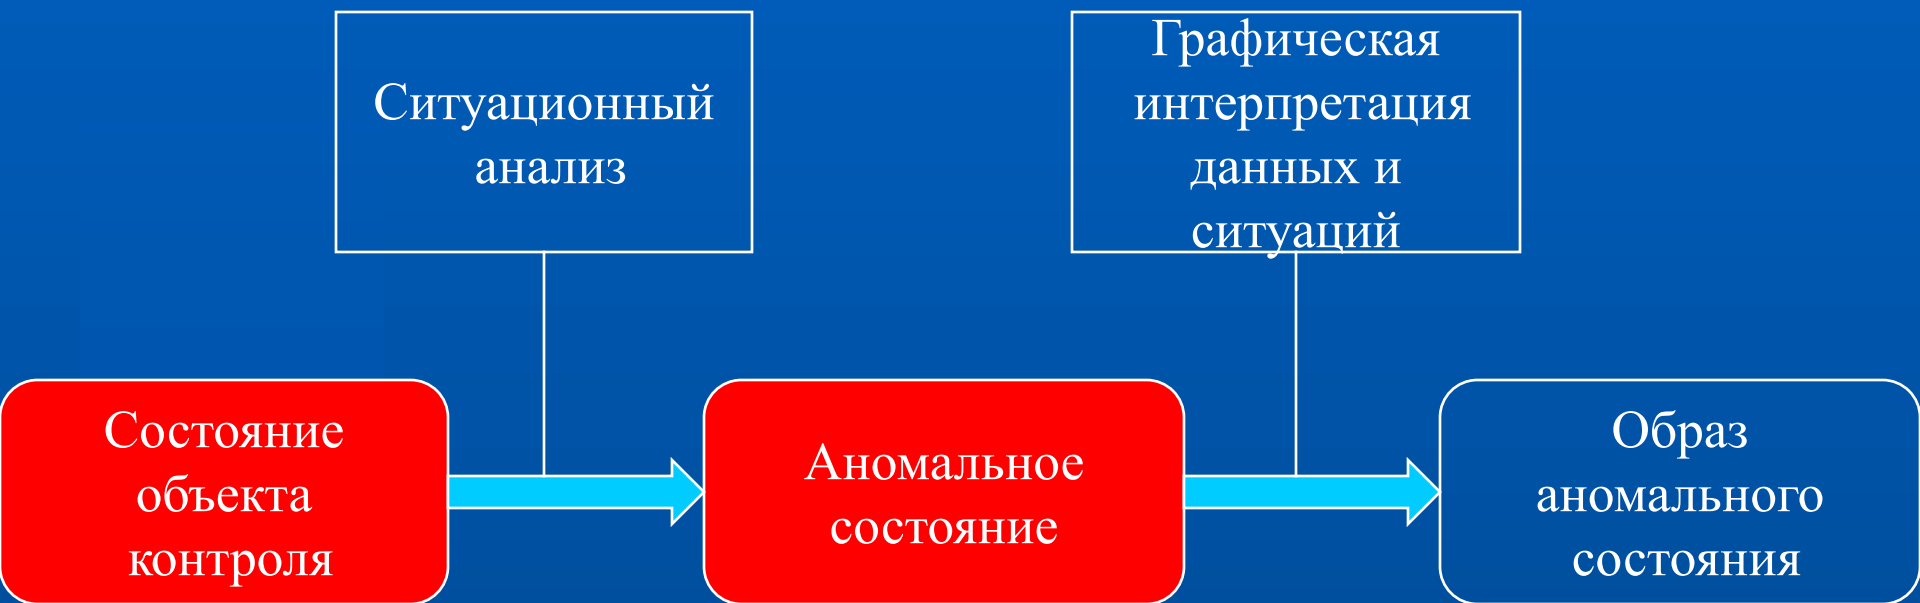 Ситуационный
анализ
Графическая
интерпретация
данных и
ситуаций
Состояние
объекта
контроля
Аномальное
состояние
Образ
аномального
состояния